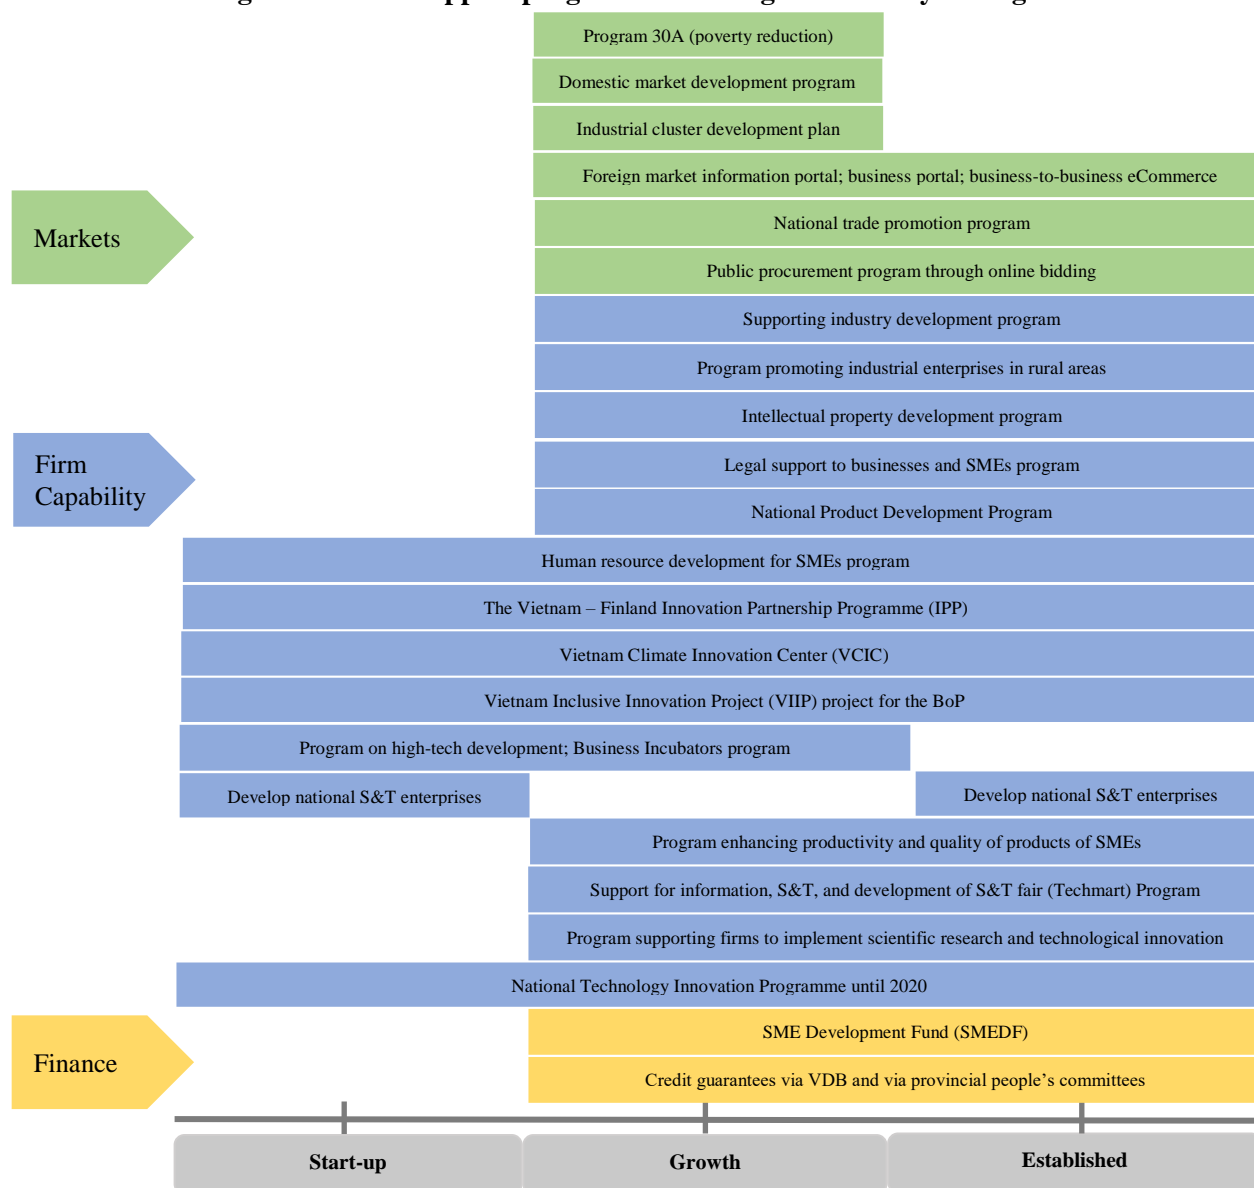 Program 30A (poverty reduction)
Domestic market development program
Industrial cluster development plan
Foreign market information portal; business portal; business-to-business eCommerce
Markets
National trade promotion program
Public procurement program through online bidding
Supporting industry development program
Program promoting industrial enterprises in rural areas
Intellectual property development program
Firm
Capability
Legal support to businesses and SMEs program
National Product Development Program
Human resource development for SMEs program
The Vietnam – Finland Innovation Partnership Programme (IPP)
Vietnam Climate Innovation Center (VCIC)
Vietnam Inclusive Innovation Project (VIIP) project for the BoP
Program on high-tech development; Business Incubators program
Develop national S&T enterprises
Develop national S&T enterprises
Program enhancing productivity and quality of products of SMEs
Support for information, S&T, and development of S&T fair (Techmart) Program
Program supporting firms to implement scientific research and technological innovation
National Technology Innovation Programme until 2020
Finance
SME Development Fund (SMEDF)
Credit guarantees via VDB and via provincial people's committees
Start-up
Growth
Established